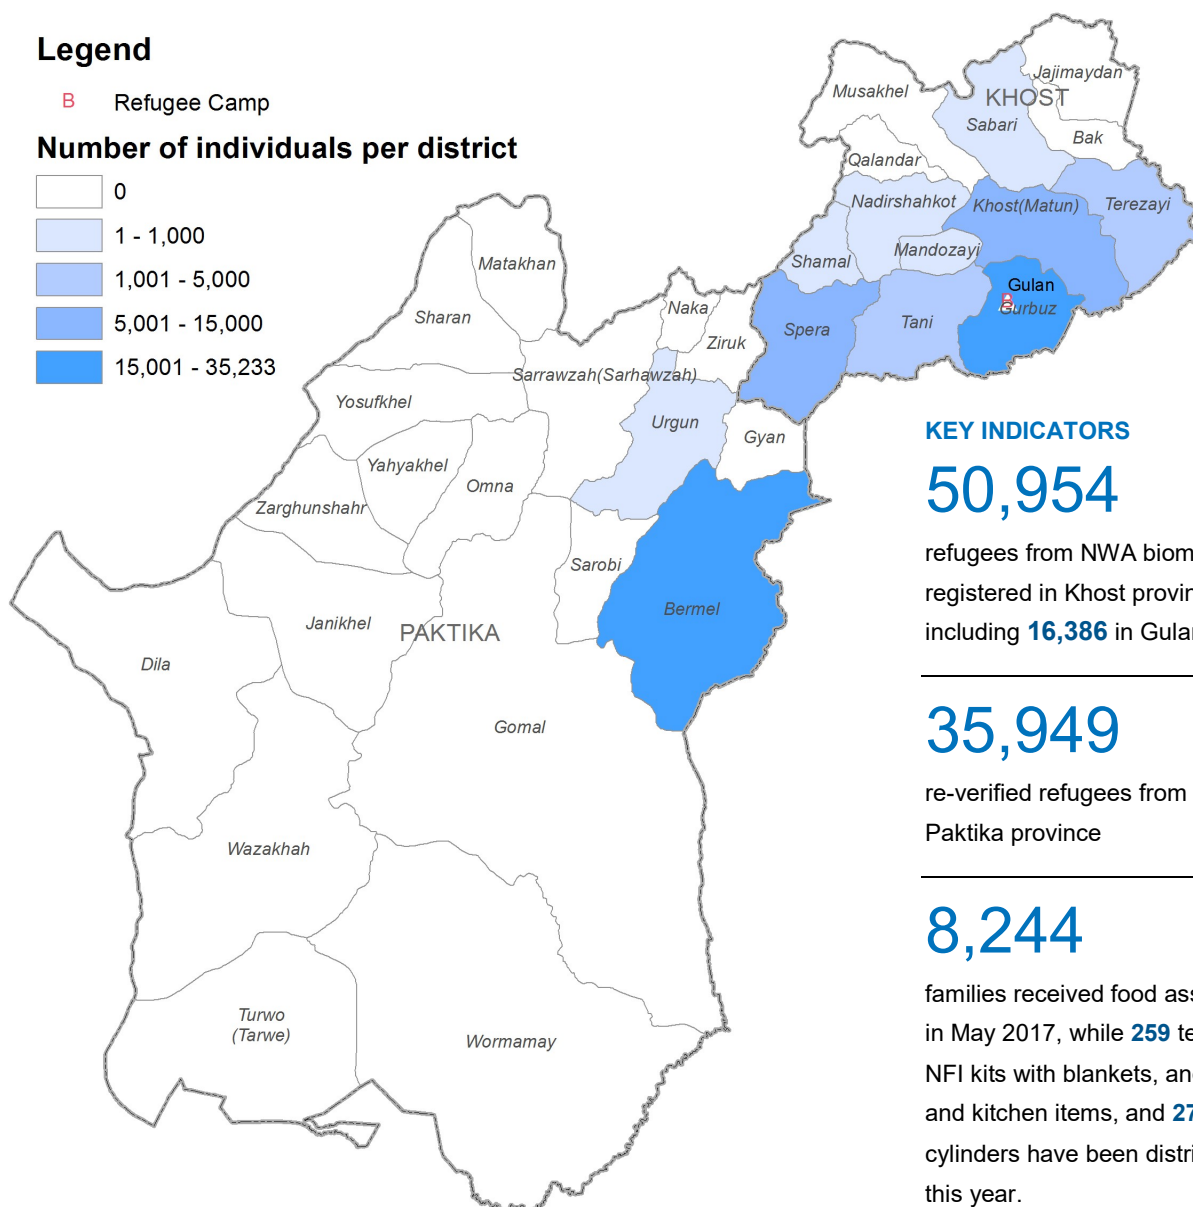 Legend
B Refugee Camp
Number of individuals per district
0
1 - 1,000
1,001 - 5,000
5,001 - 15,000
15,001 - 35,233
Jajimaydan
Musakhel
KHOST
Sabari
Bak
Qalandar
Nadirshahkot
Khost(Matun)
Terezayi
Mandozayi
Shamal
Gulan
Gurbuz
Spera
Tani
Matakhan
Naka
Sharan
Ziruk
Sarrawzah(Sarhawzah)
Yosufkhel
Urgun
Gyan
Yahyakhel
Omna
Zarghunshahr
Sarobi
Bermel
Janikhel
PAKTIKA
Dila
Gomal
Wazakhah
Turwo
(Tarwe)
Wormamay
KEY INDICATORS
50,954
refugees from NWA biom
registered in Khost provin
including 16,386 in Gulan
35,949
re-verified refugees from
Paktika province
8,244
families received food ass
in May 2017, while 259 te
NFI kits with blankets, and
and kitchen items, and 27
cylinders have been distri
this year.